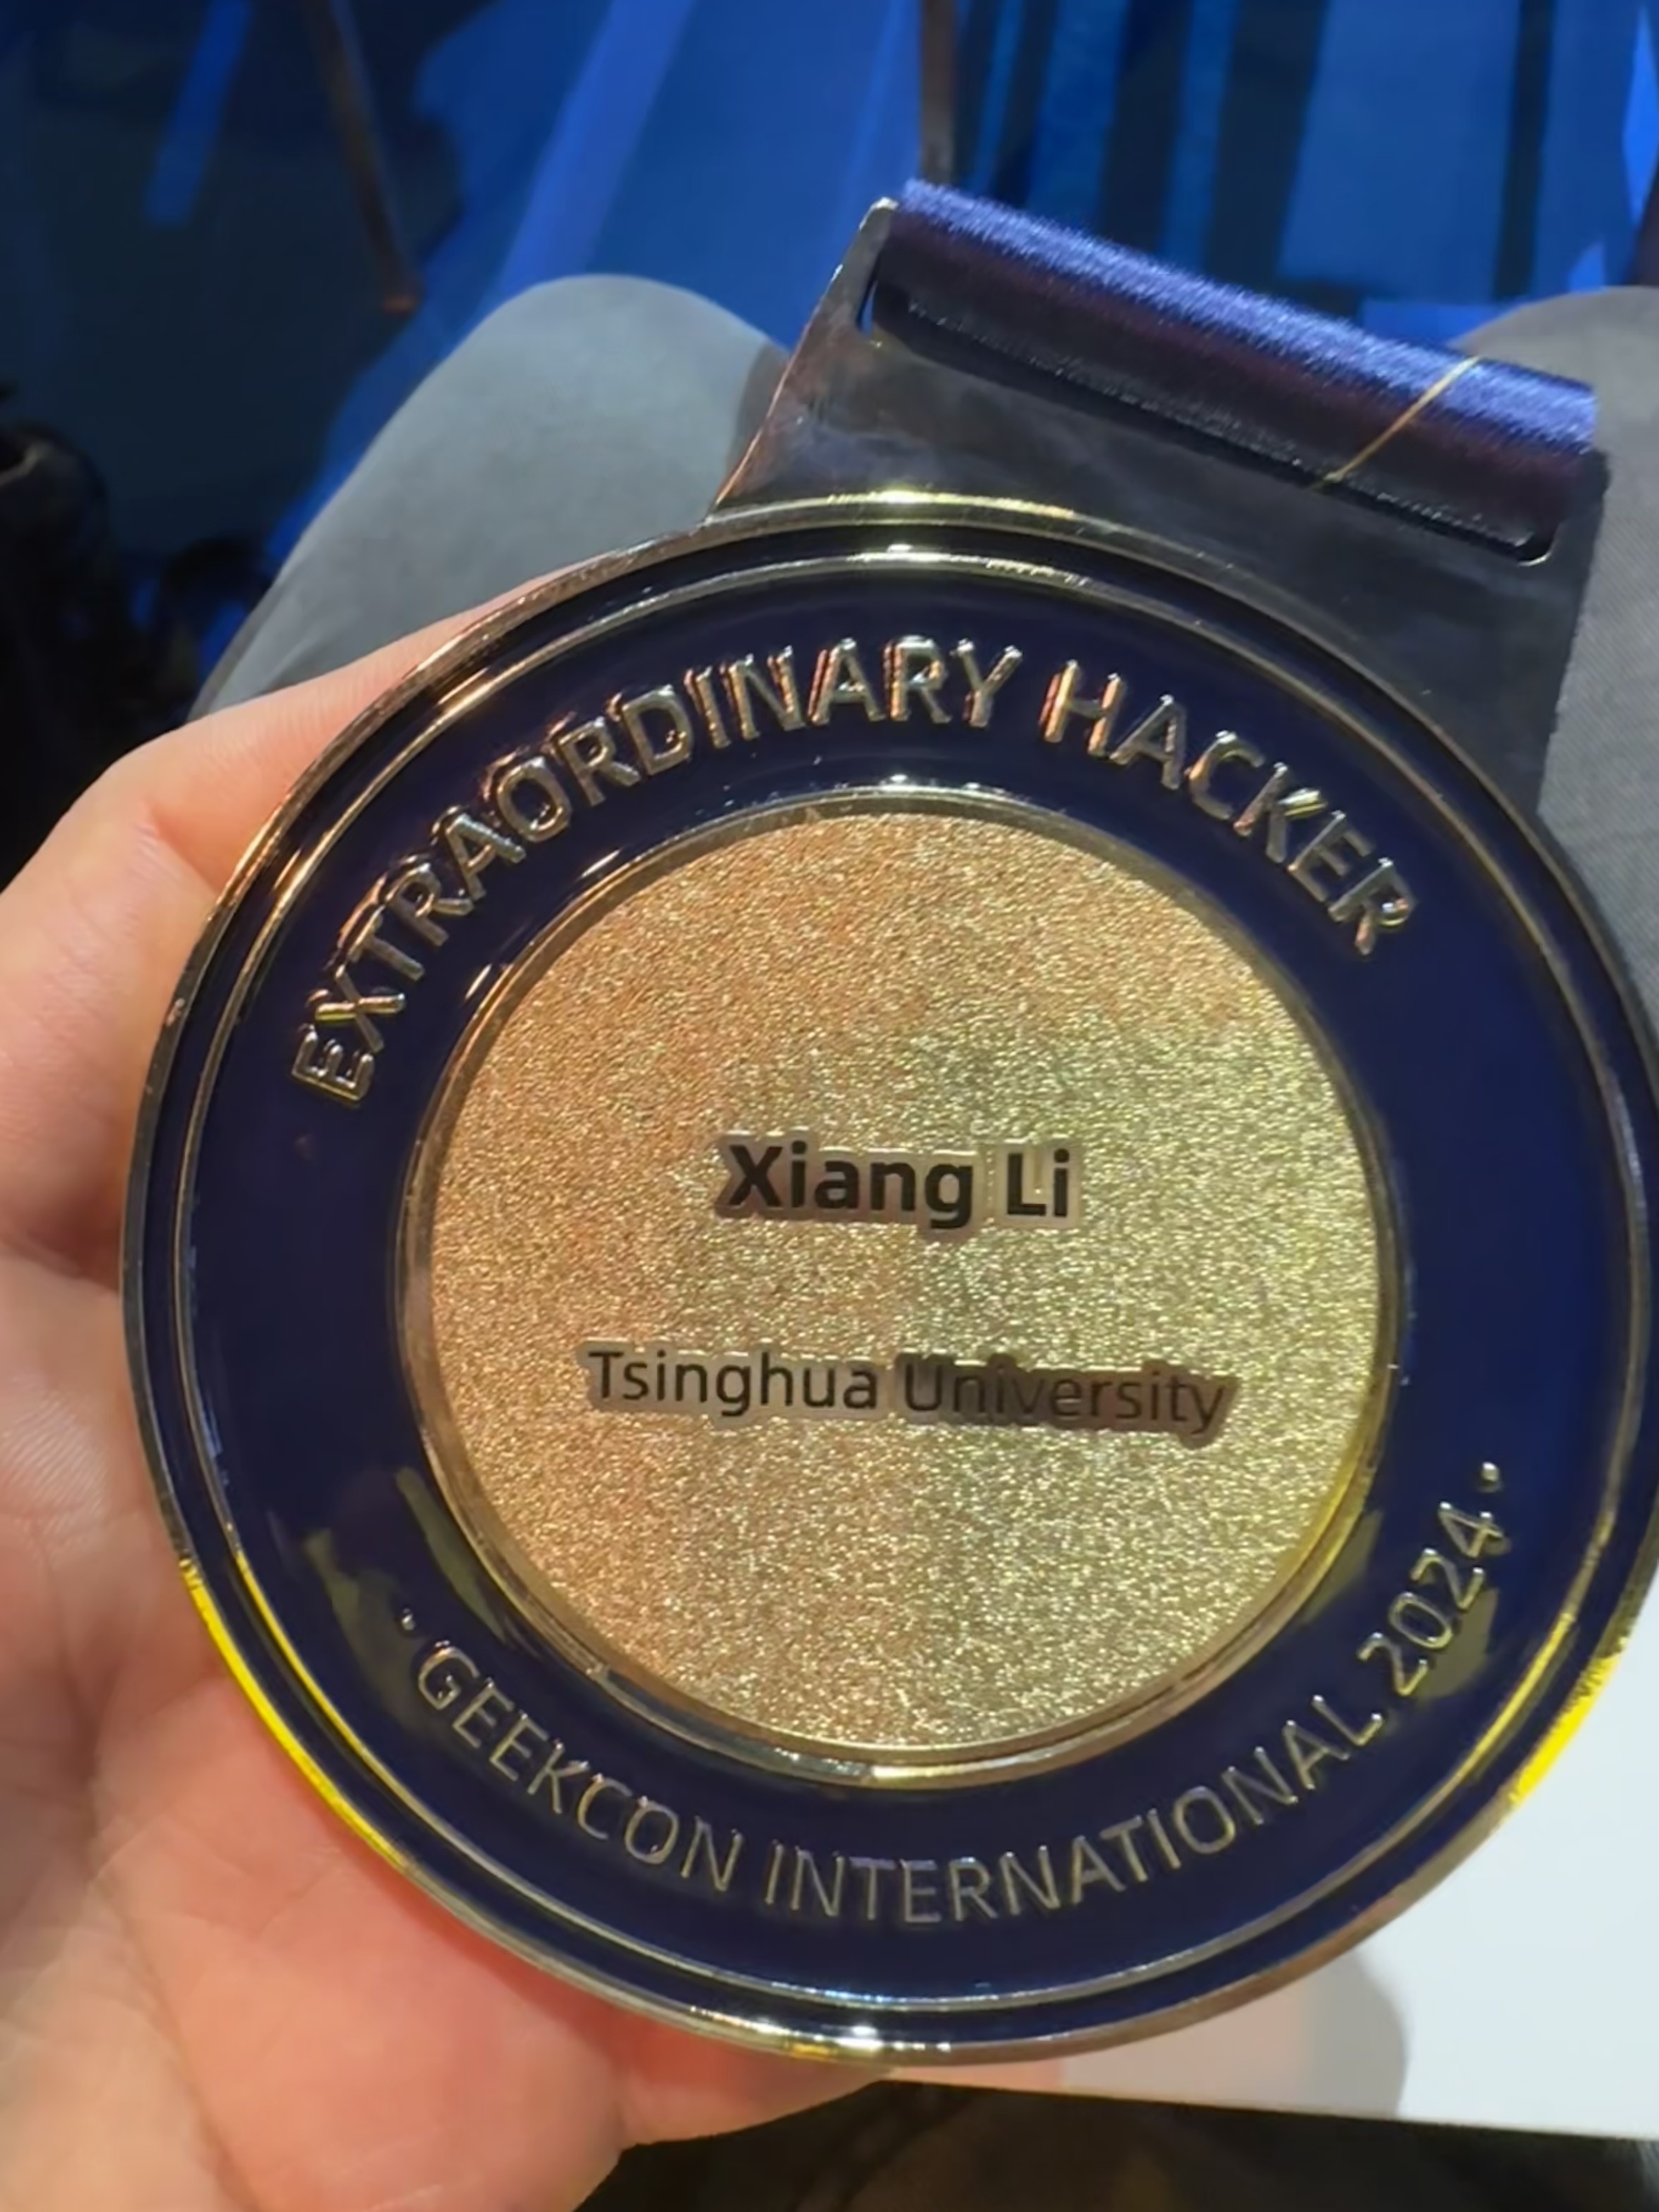 EXTRAORDINARY HACKER
Xiang Li
Tsinghua University
· GEEKCON INTERNATIONAL 2024 ·